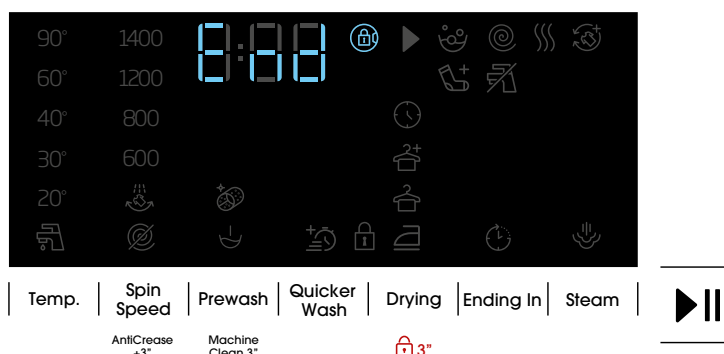 90° 1400 End
60° 1200
40° 800
30° 600
20°
Temp. Spin Speed Prewash Quicker Wash Drying Ending In Steam
AntiCrease +3" Machine Clean 3" 3"